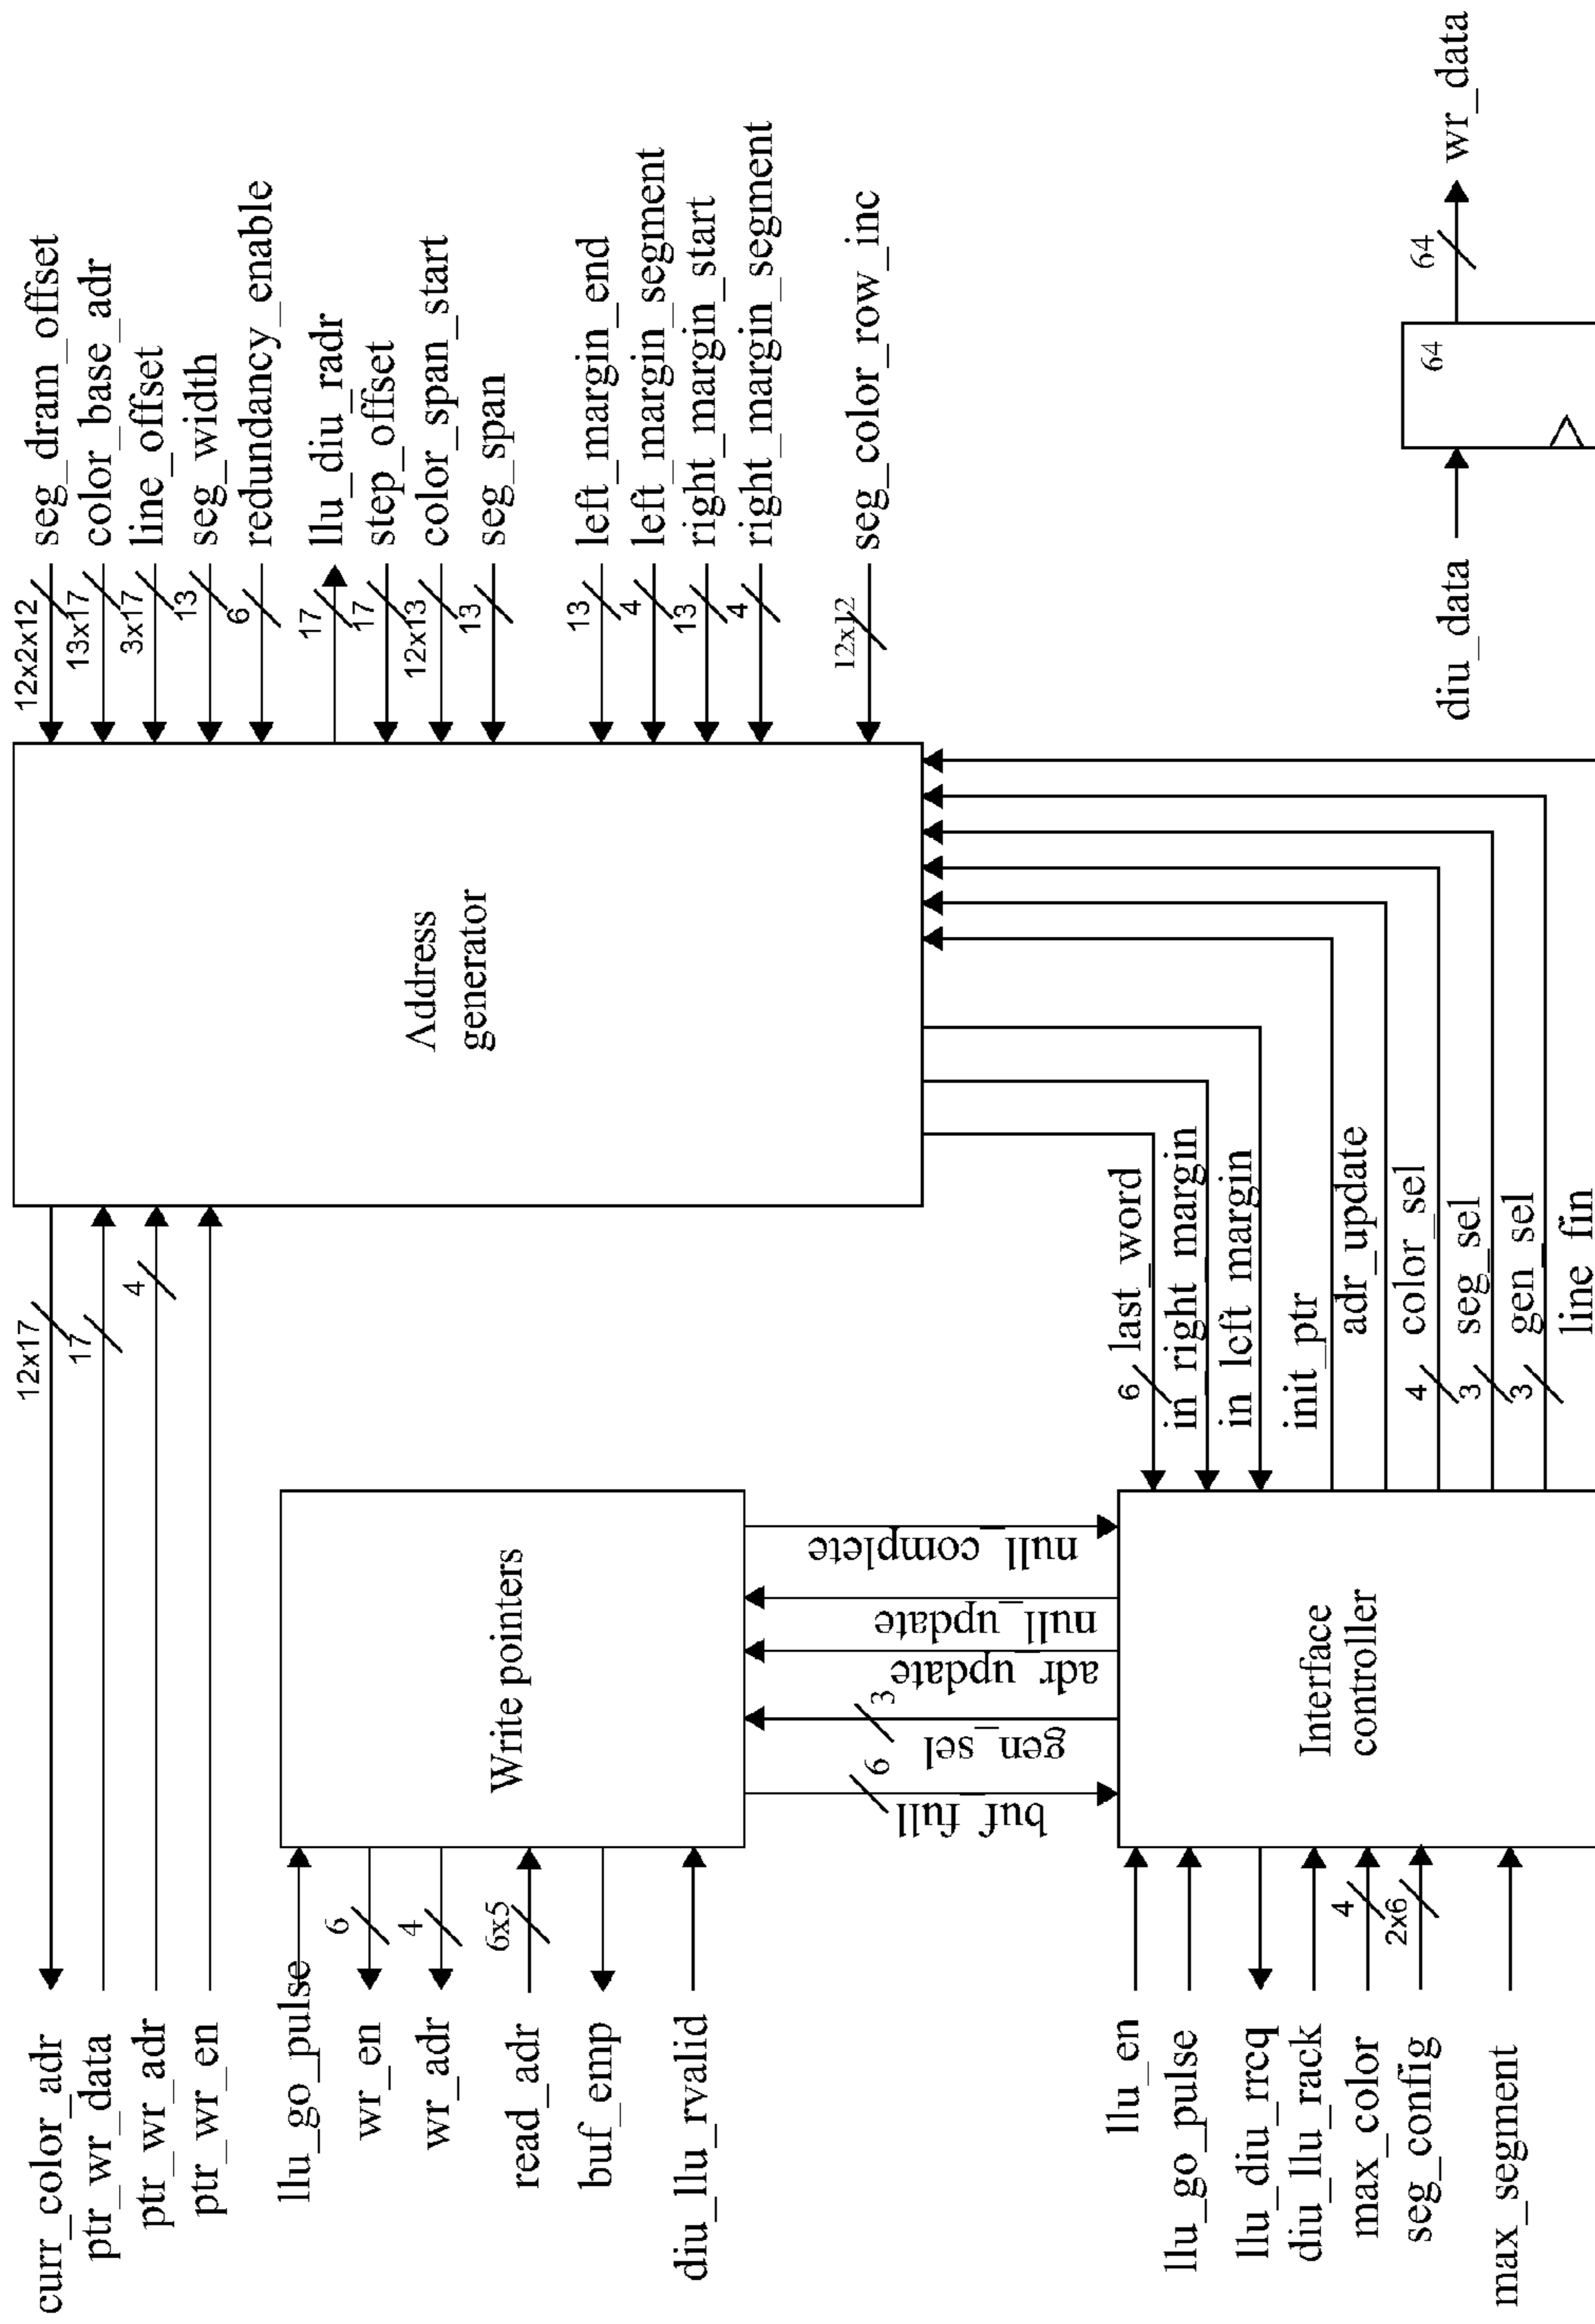 curr_color_adr
ptr_wr_data
ptr_wr_adr
ptr_wr_en
12x17
17
4
llu_go_pulse
wr_en
wr_adr
read_adr
buf_emp
diu_llu_rvalid
6
4
6x5
Write pointers
Address
generator
12x2x12
13x17
3x17
13
6
17
17
12x13
13
13
4
13
4
12x12
seg_dram_offset
color_base_adr
line_offset
seg_width
redundancy_enable
llu_diu_radr
step_offset
color_span_start
seg_span
left_margin_end
left_margin_segment
right_margin_start
right_margin_segment
seg_color_row_inc
buf_full
6
gen_sel
3
adr_update
null_update
null_complete
llu_en
llu_go_pulse
llu_diu_rreq
diu_llu_rack
max_color
seg_config
max_segment
4
2x6
Interface
controller
6
last_word
in_right_margin
in_left_margin
init_ptr
adr_update
4
color_sel
3
seg_sel
3
gen_sel
line_fin
diu_data
64
64
wr_data